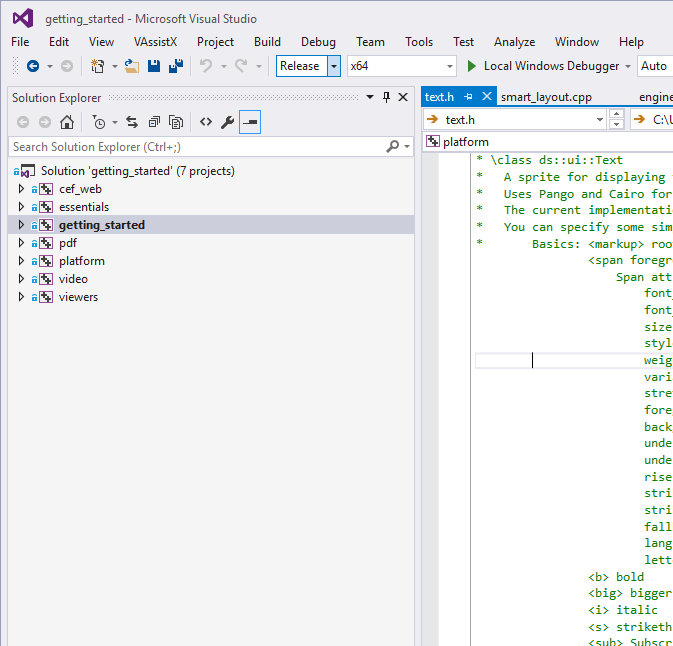 getting_started - Microsoft Visual Studio
File Edit View VAssistX Project Build Debug Team Tools Test Analyze Window Help
Release x64 Local Windows Debugger Auto
Solution Explorer
Search Solution Explorer (Ctrl+;)
Solution 'getting_started' (7 projects)
cef_web
essentials
getting_started
pdf
platform
video
viewers
text.h smart_layout.cpp engine
text.h C:\U
platform
* \class ds::ui::Text
* A sprite for displaying
* Uses Pango and Cairo for
* The current implementati
* You can specify some sim
* Basics: <markup> roo
<span foregr
Span att
font_
font_
size
style
weig
varia
stre
fore
back
unde
unde
rise
stri
stri
fall
lang
lett
<b> bold
<big> bigger
<i> italic
<s> striketh
<sub> Subscr